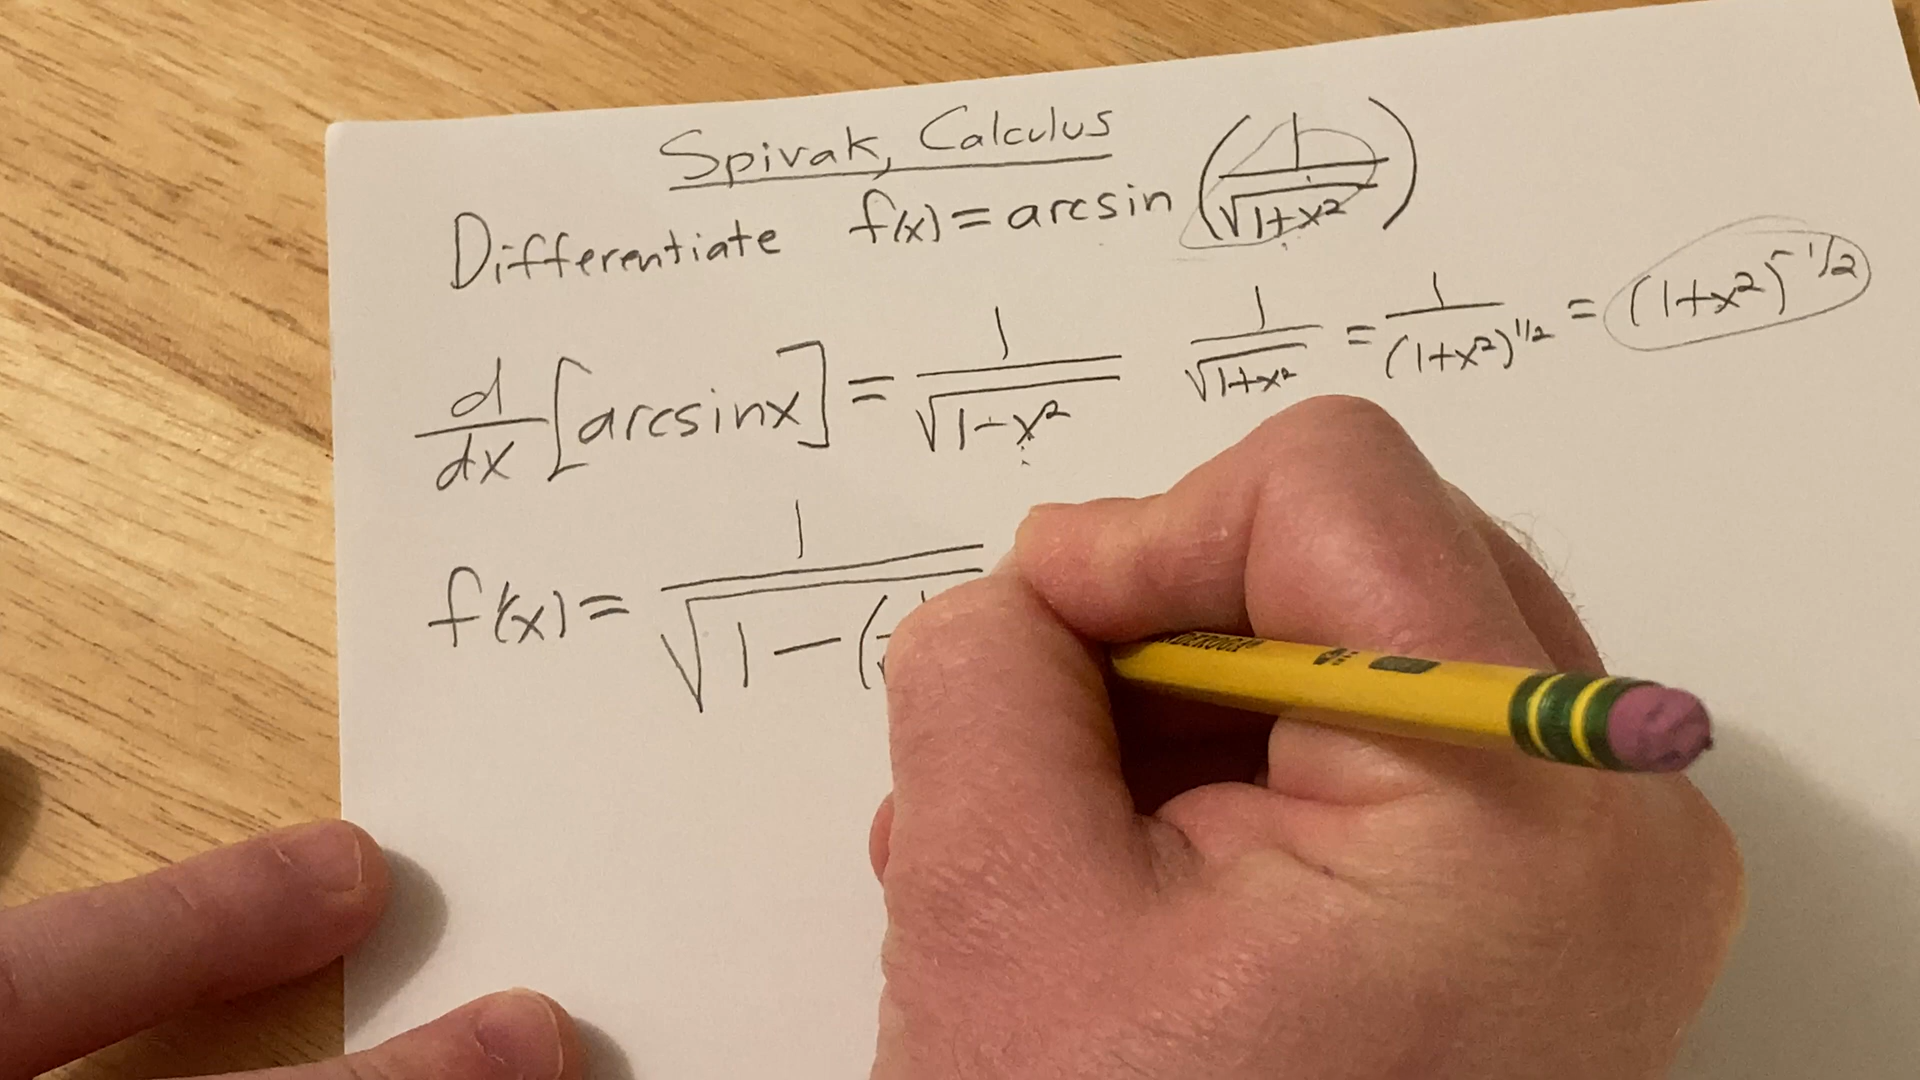 Spivak, Calculus
Differentiate f(x) = arcsin (1/√(1+x²))
1/√(1+x²) = 1/(1+x²)^1/2 = (1+x²)^-1/2
d/dx [arcsinx] = 1/√(1-x²)
f'(x) = 1/√(1-(